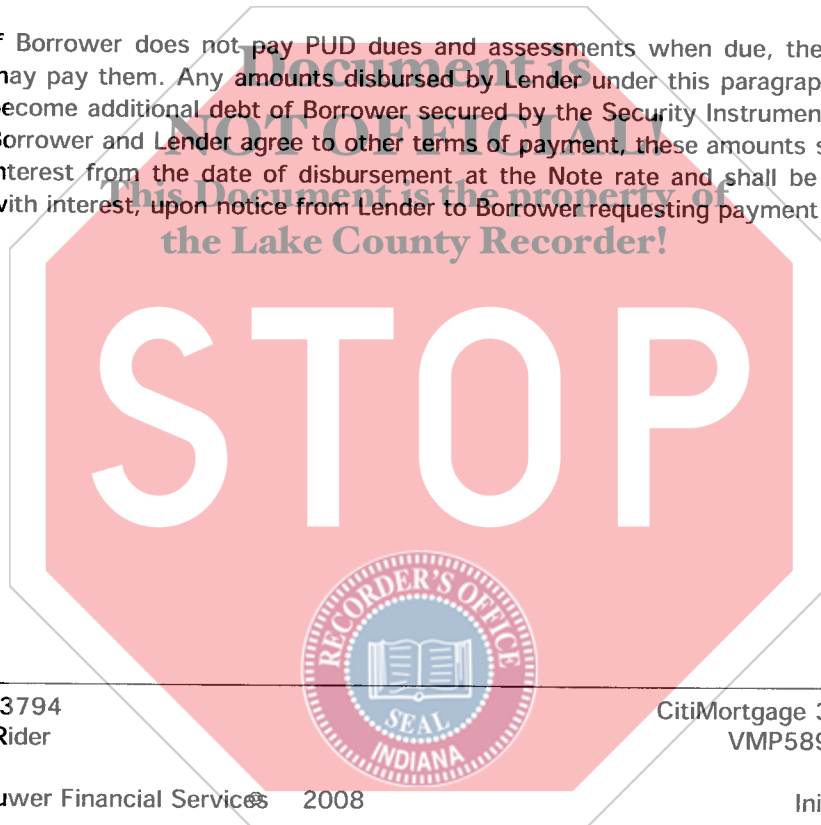 f Borrower does not pay PUD dues and assessments when due, the
nay pay them. Any amounts disbursed by Lender under this paragrap
ecome additional debt of Borrower secured by the Security Instrumen
Borrower and Lender agree to other terms of payment, these amounts s
nterest from the date of disbursement at the Note rate and shall be
vith interest, upon notice from Lender to Borrower requesting payment
Document is
NOT OFFICIAL!
This Document is the property of
the Lake County Recorder!
STOP
RECORDER'S OFFICE
SEAL
INDIANA
3794
Rider
CitiMortgage 3
VMP589
uwer Financial Services ® 2008
Ini